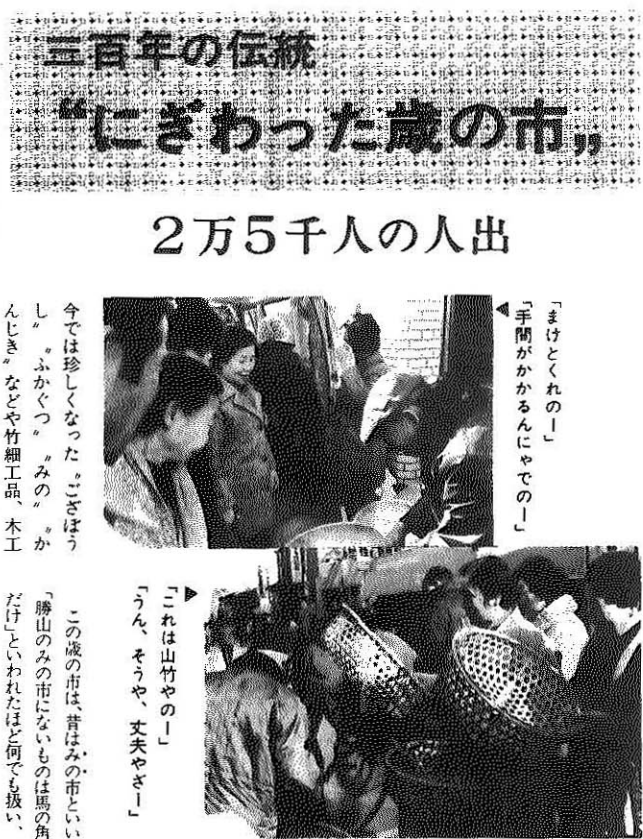 三百年の伝統
“にぎわった歳の市„
2万5千人の人出
「まけとくれのー」
「手間がかかるんにゃでのー」
今では珍しくなった〝ござぼう
し〟〝ふかぐつ〟〝みの〟〝か
んじき〟などや竹細工品、木工
「これは山竹やのー」
「うん、そうや、丈夫やざー」
この歳の市は、昔はみの市といい
「勝山のみの市にないものは馬の角
だけ」といわれたほど何でも扱い、